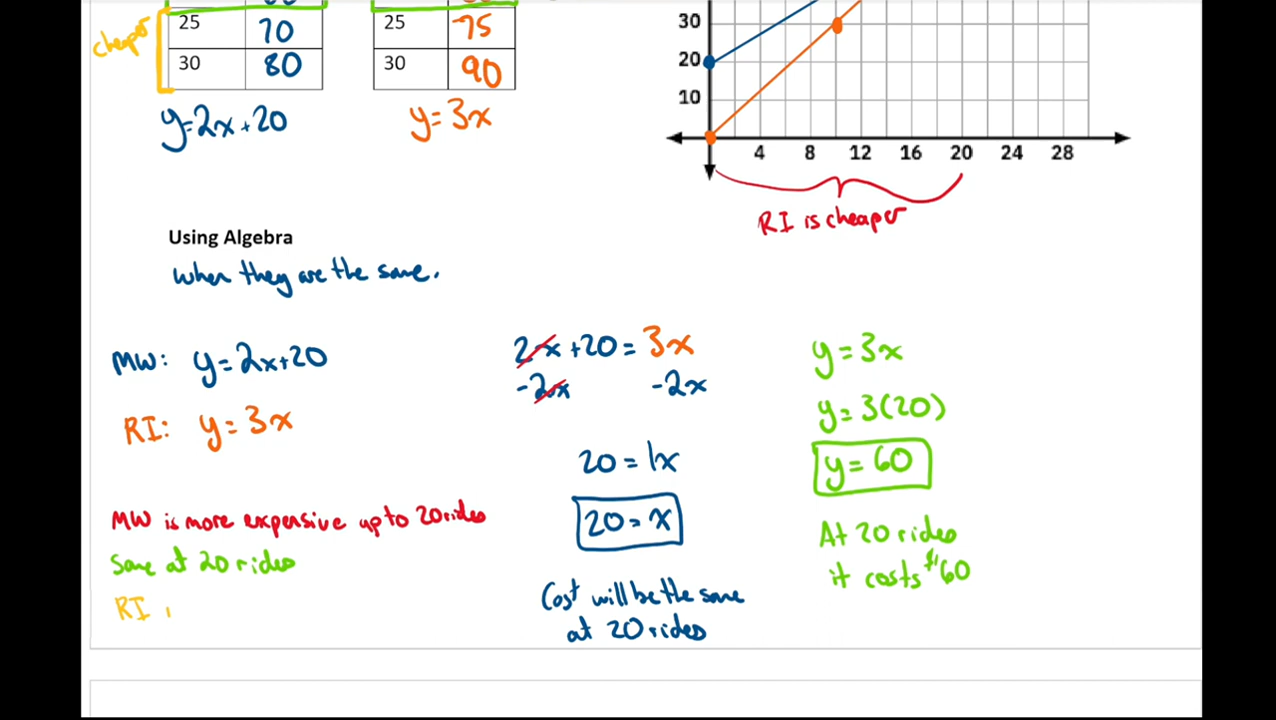 cheaper
25 70
30 80
25 75
30 90
y=2x+20
y=3x
30
20
10
4 8 12 16 20 24 28
RI is cheaper
Using Algebra
when they are the same.
MW: y=2x+20
RI: y=3x
2x+20=3x
-2x -2x
20=1x
20=x
Cost will be the same
at 20 rides
y=3x
y=3(20)
y=60
At 20 rides
it costs $60
MW is more expensive up to 20 rides
Same at 20 rides
RI